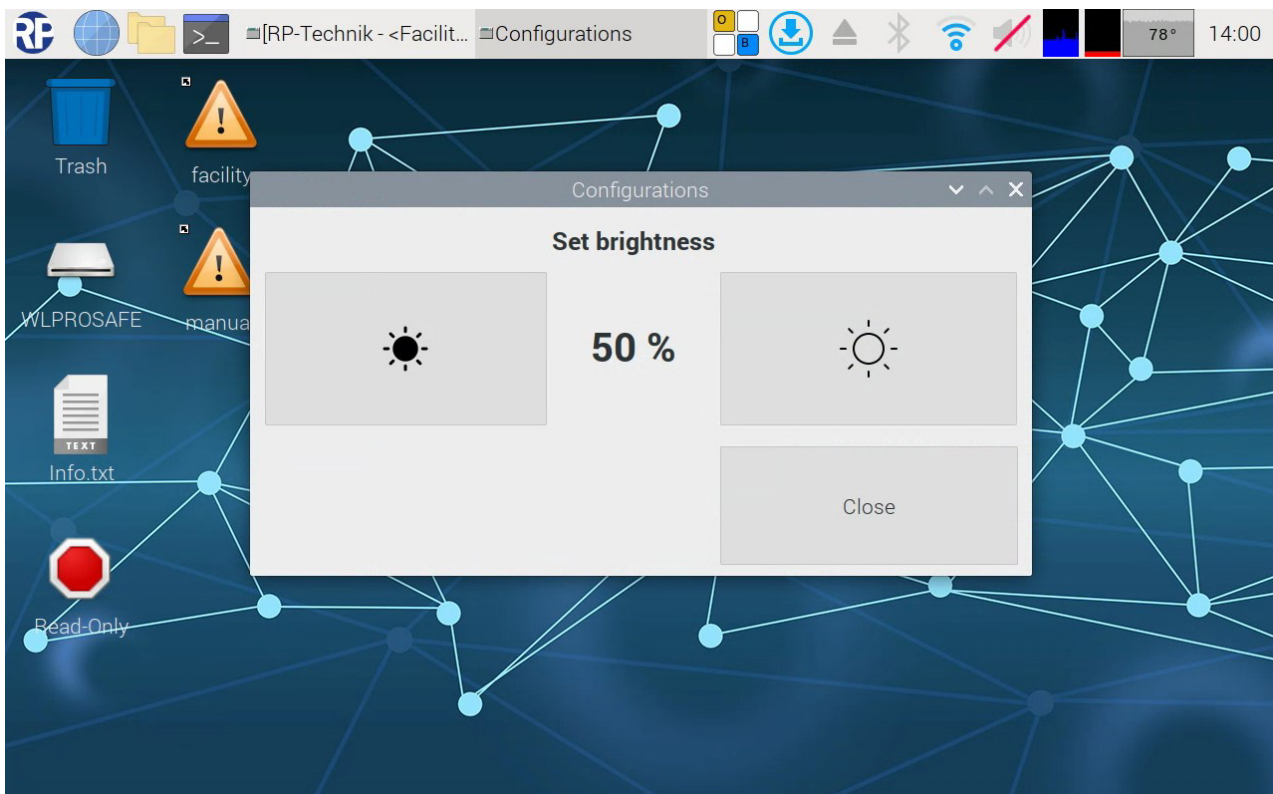 RP
>_
[RP-Technik - <Facilit...
Configurations
O
B
78°
14:00
Trash
facility
Configurations
Set brightness
WLPROSAFE
manua
50 %
TEXT
Info.txt
Close
Read-Only